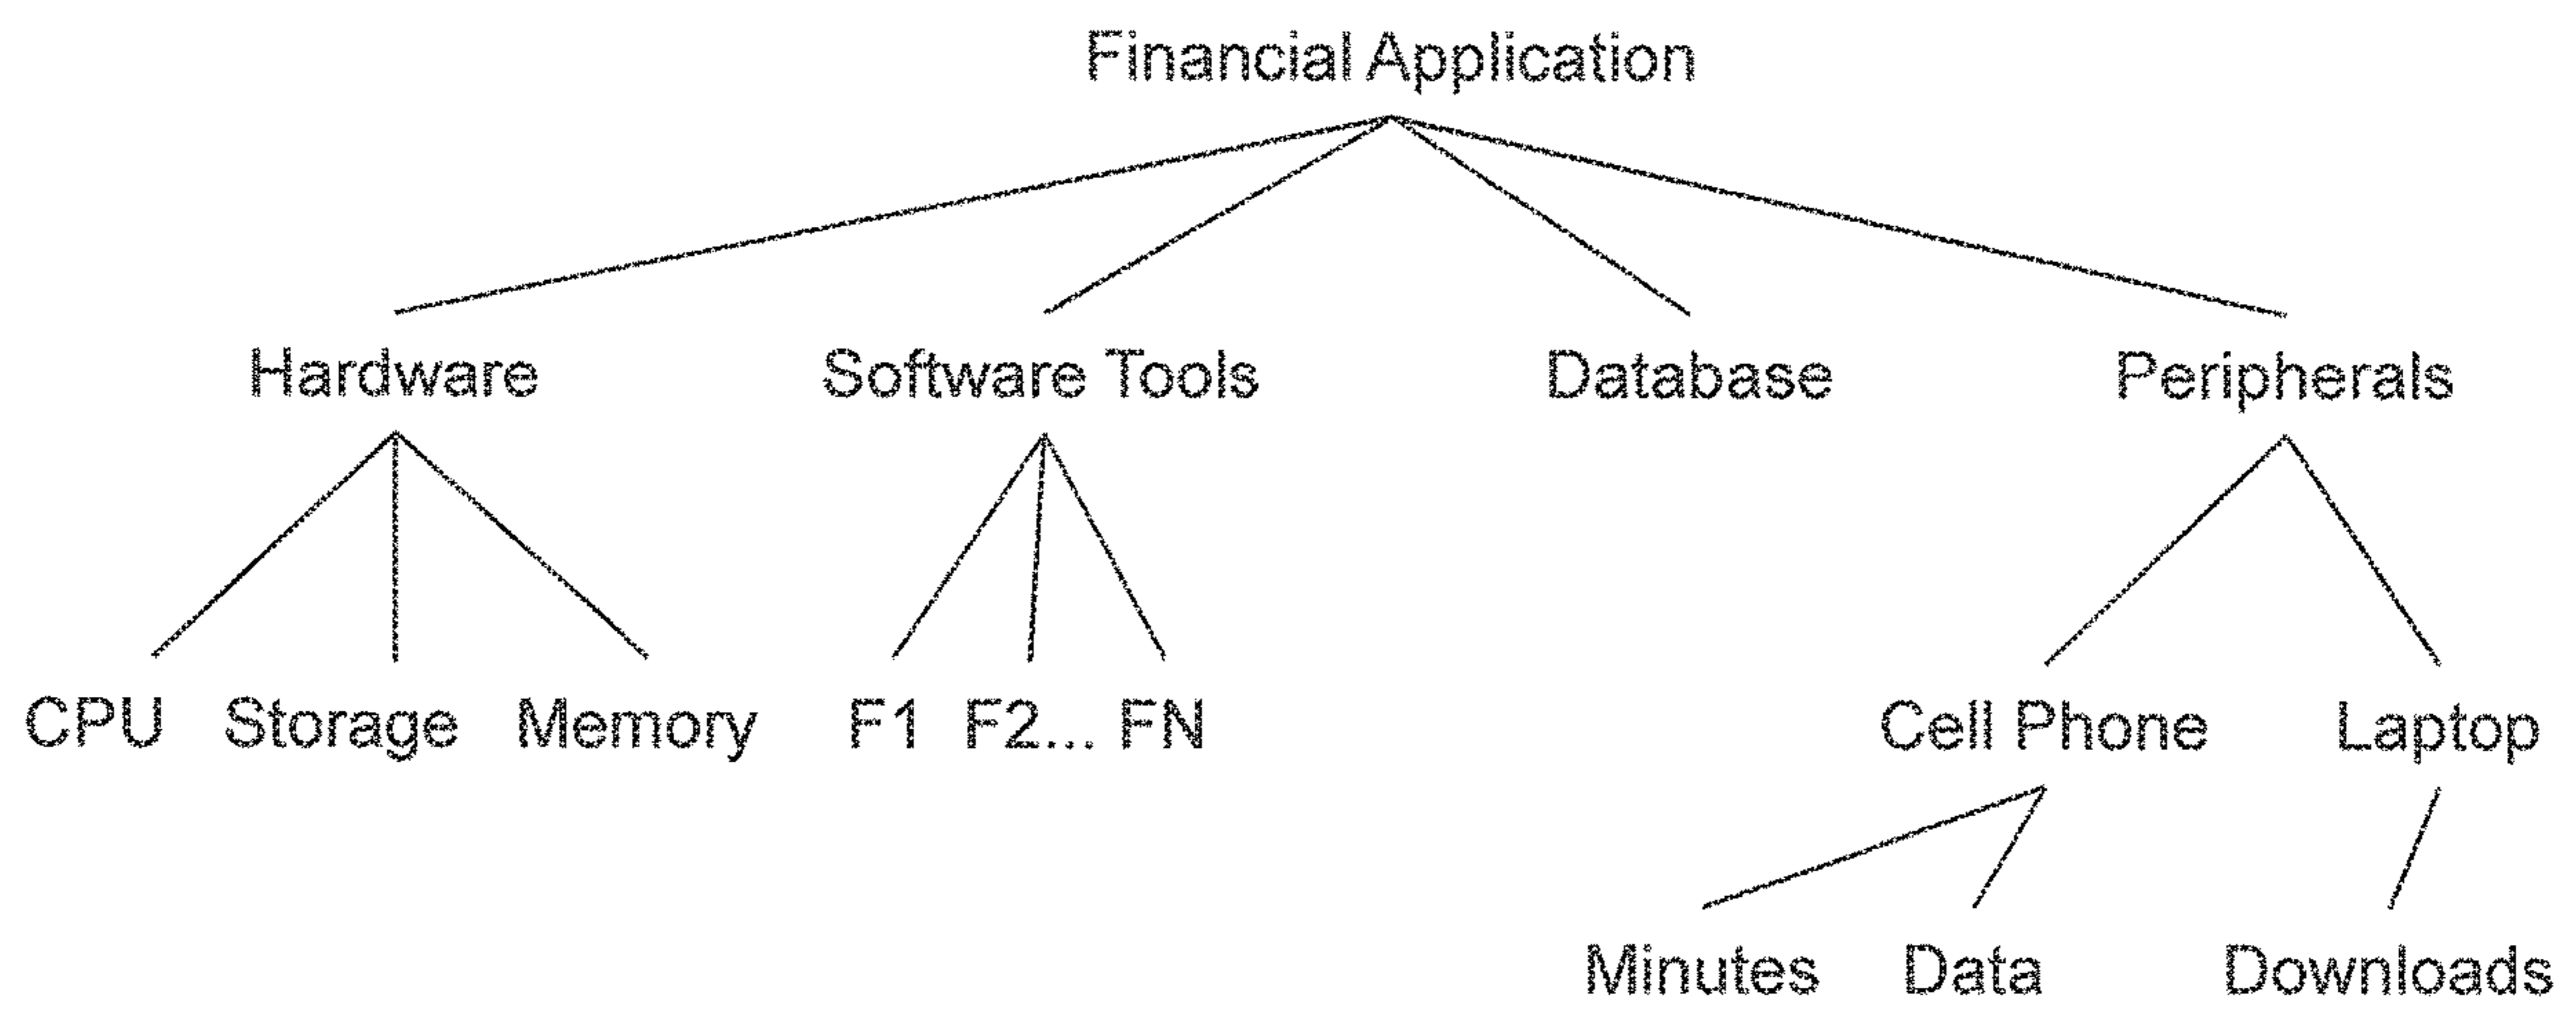 Financial Application
Hardware Software Tools Database Peripherals
CPU Storage Memory F1 F2... FN Cell Phone Laptop
Minutes Data Downloads